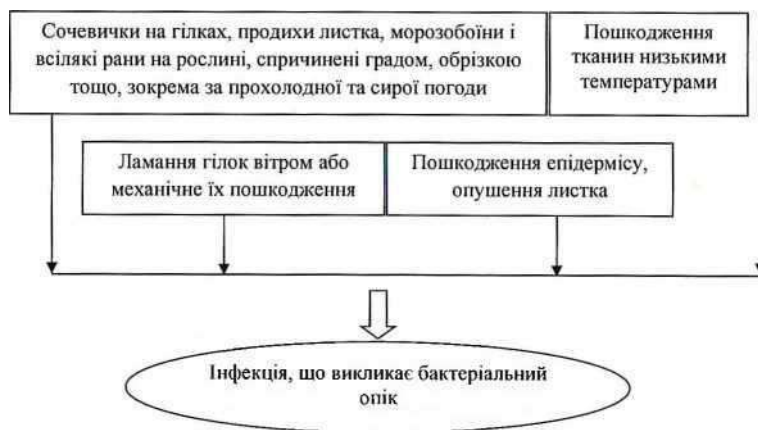 Сочевички на гілках, продихи листка, морозобоїни і
всілякі рани на рослині, спричинені градом, обрізкою
тощо, зокрема за прохолодної та сирої погоди
Пошкодження
тканин низькими
температурами
Ламання гілок вітром або
механічне їх пошкодження
Пошкодження епідермісу,
опушення листка
Інфекція, що викликає бактеріальний
опік